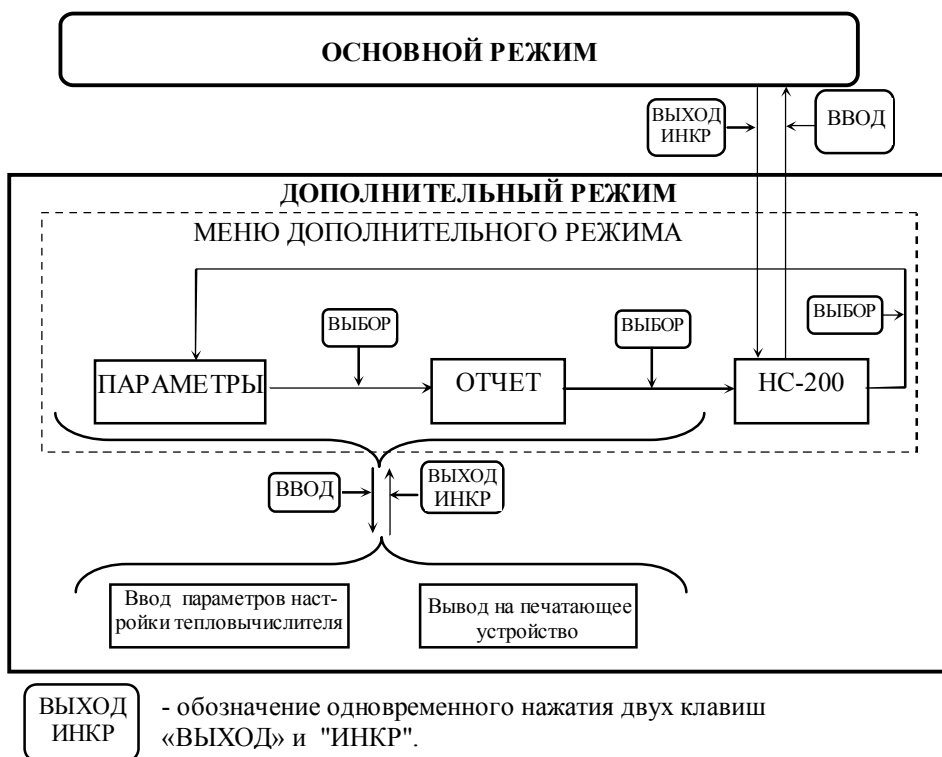 ОСНОВНОЙ РЕЖИМ
ВЫХОД
ИНКР
ВВОД
ДОПОЛНИТЕЛЬНЫЙ РЕЖИМ
МЕНЮ ДОПОЛНИТЕЛЬНОГО РЕЖИМА
ВЫБОР
ВЫБОР
ВЫБОР
ПАРАМЕТРЫ
ОТЧЕТ
НС-200
ВВОД
ВЫХОД
ИНКР
Ввод параметров наст-
ройки тепловычислителя
Вывод на печатающее
устройство
ВЫХОД
ИНКР
- обозначение одновременного нажатия двух клавиш
«ВЫХОД» и "ИНКР".